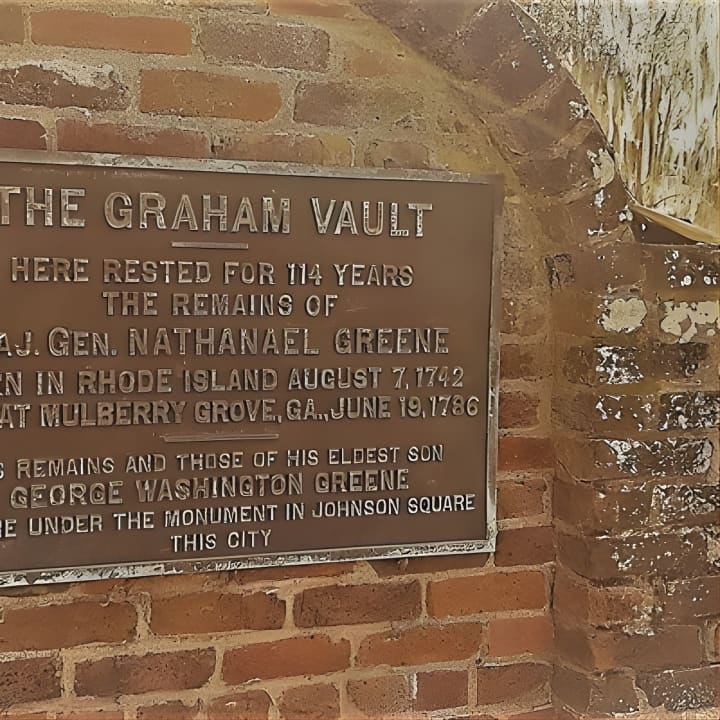 THE GRAHAM VAULT
HERE RESTED FOR 114 YEARS
THE REMAINS OF
AJ. GEN. NATHANAEL GREENE
RN IN RHODE ISLAND AUGUST 7, 1742
AT MULBERRY GROVE, GA., JUNE 19, 1786
S REMAINS AND THOSE OF HIS ELDEST SON
GEORGE WASHINGTON GREENE
RE UNDER THE MONUMENT IN JOHNSON SQUARE
THIS CITY